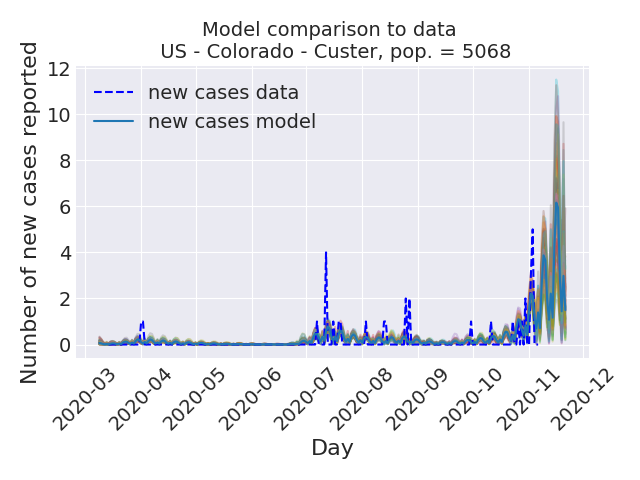 Model comparison to data
US - Colorado - Custer, pop. = 5068
Number of new cases reported
12
10
8
6
4
2
0
new cases data
new cases model
2020-03
2020-04
2020-05
2020-06
2020-07
2020-08
2020-09
2020-10
2020-11
2020-12
Day